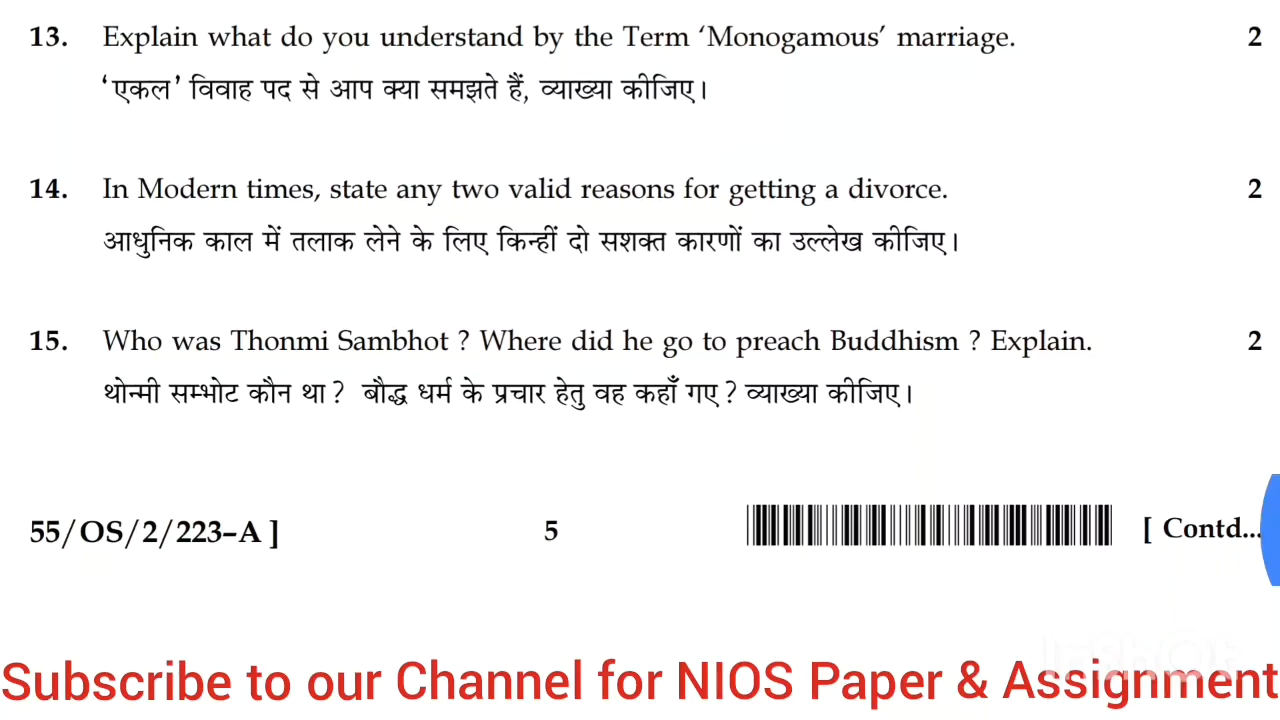 13. Explain what do you understand by the Term ‘Monogamous’ marriage. 2
‘एकल’ विवाह पद से आप क्या समझते हैं, व्याख्या कीजिए।
14. In Modern times, state any two valid reasons for getting a divorce. 2
आधुनिक काल में तलाक लेने के लिए किन्हीं दो सशक्त कारणों का उल्लेख कीजिए।
15. Who was Thonmi Sambhot ? Where did he go to preach Buddhism ? Explain. 2
थोन्मी सम्भोट कौन था ? बौद्ध धर्म के प्रचार हेतु वह कहाँ गए ? व्याख्या कीजिए।
55/OS/2/223–A ] 5 [ Contd...
Subscribe to our Channel for NIOS Paper & Assignment